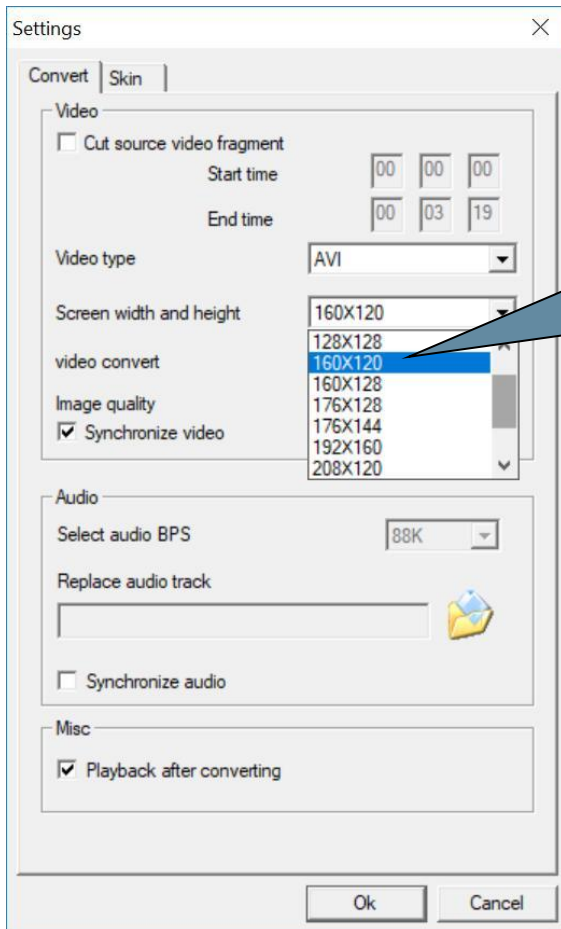 Settings
Convert Skin
Video
Cut source video fragment
Start time 00 00 00
End time 00 03 19
Video type AVI
Screen width and height 160X120
128X128
video convert 160X120
160X128
Image quality 176X128
Synchronize video 176X144
192X160
208X120
Audio
Select audio BPS 88K
Replace audio track
Synchronize audio
Misc
Playback after converting
Ok Cancel